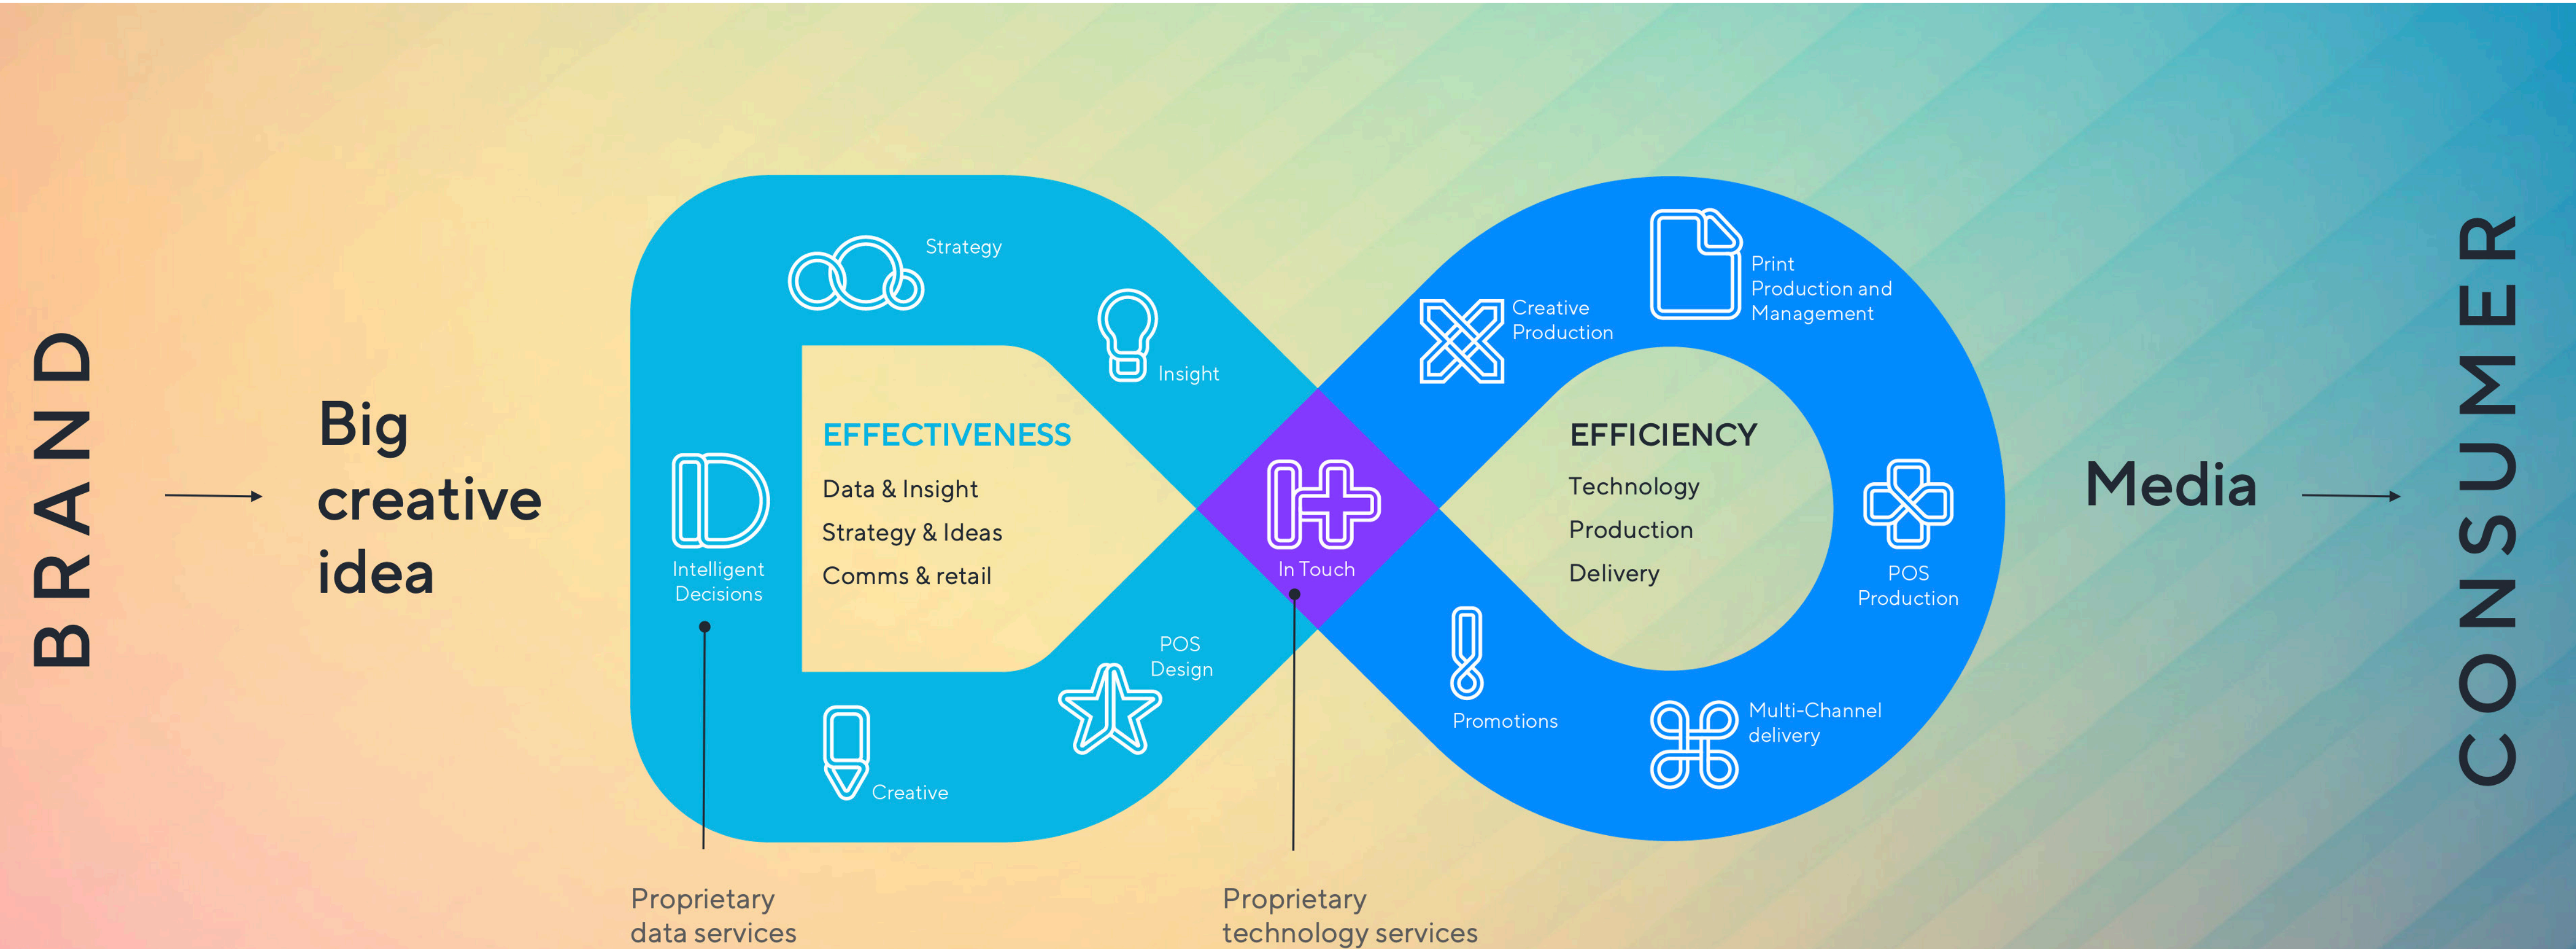 BRAND
Big
creative
idea
Strategy
Insight
EFFECTIVENESS
Data & Insight
Strategy & Ideas
Comms & retail
Intelligent
Decisions
POS
Design
Creative
In Touch
Creative
Production
Print
Production and
Management
EFFICIENCY
Technology
Production
Delivery
POS
Production
Promotions
Multi-Channel
delivery
Media
CONSUMER
Proprietary
data services
Proprietary
technology services